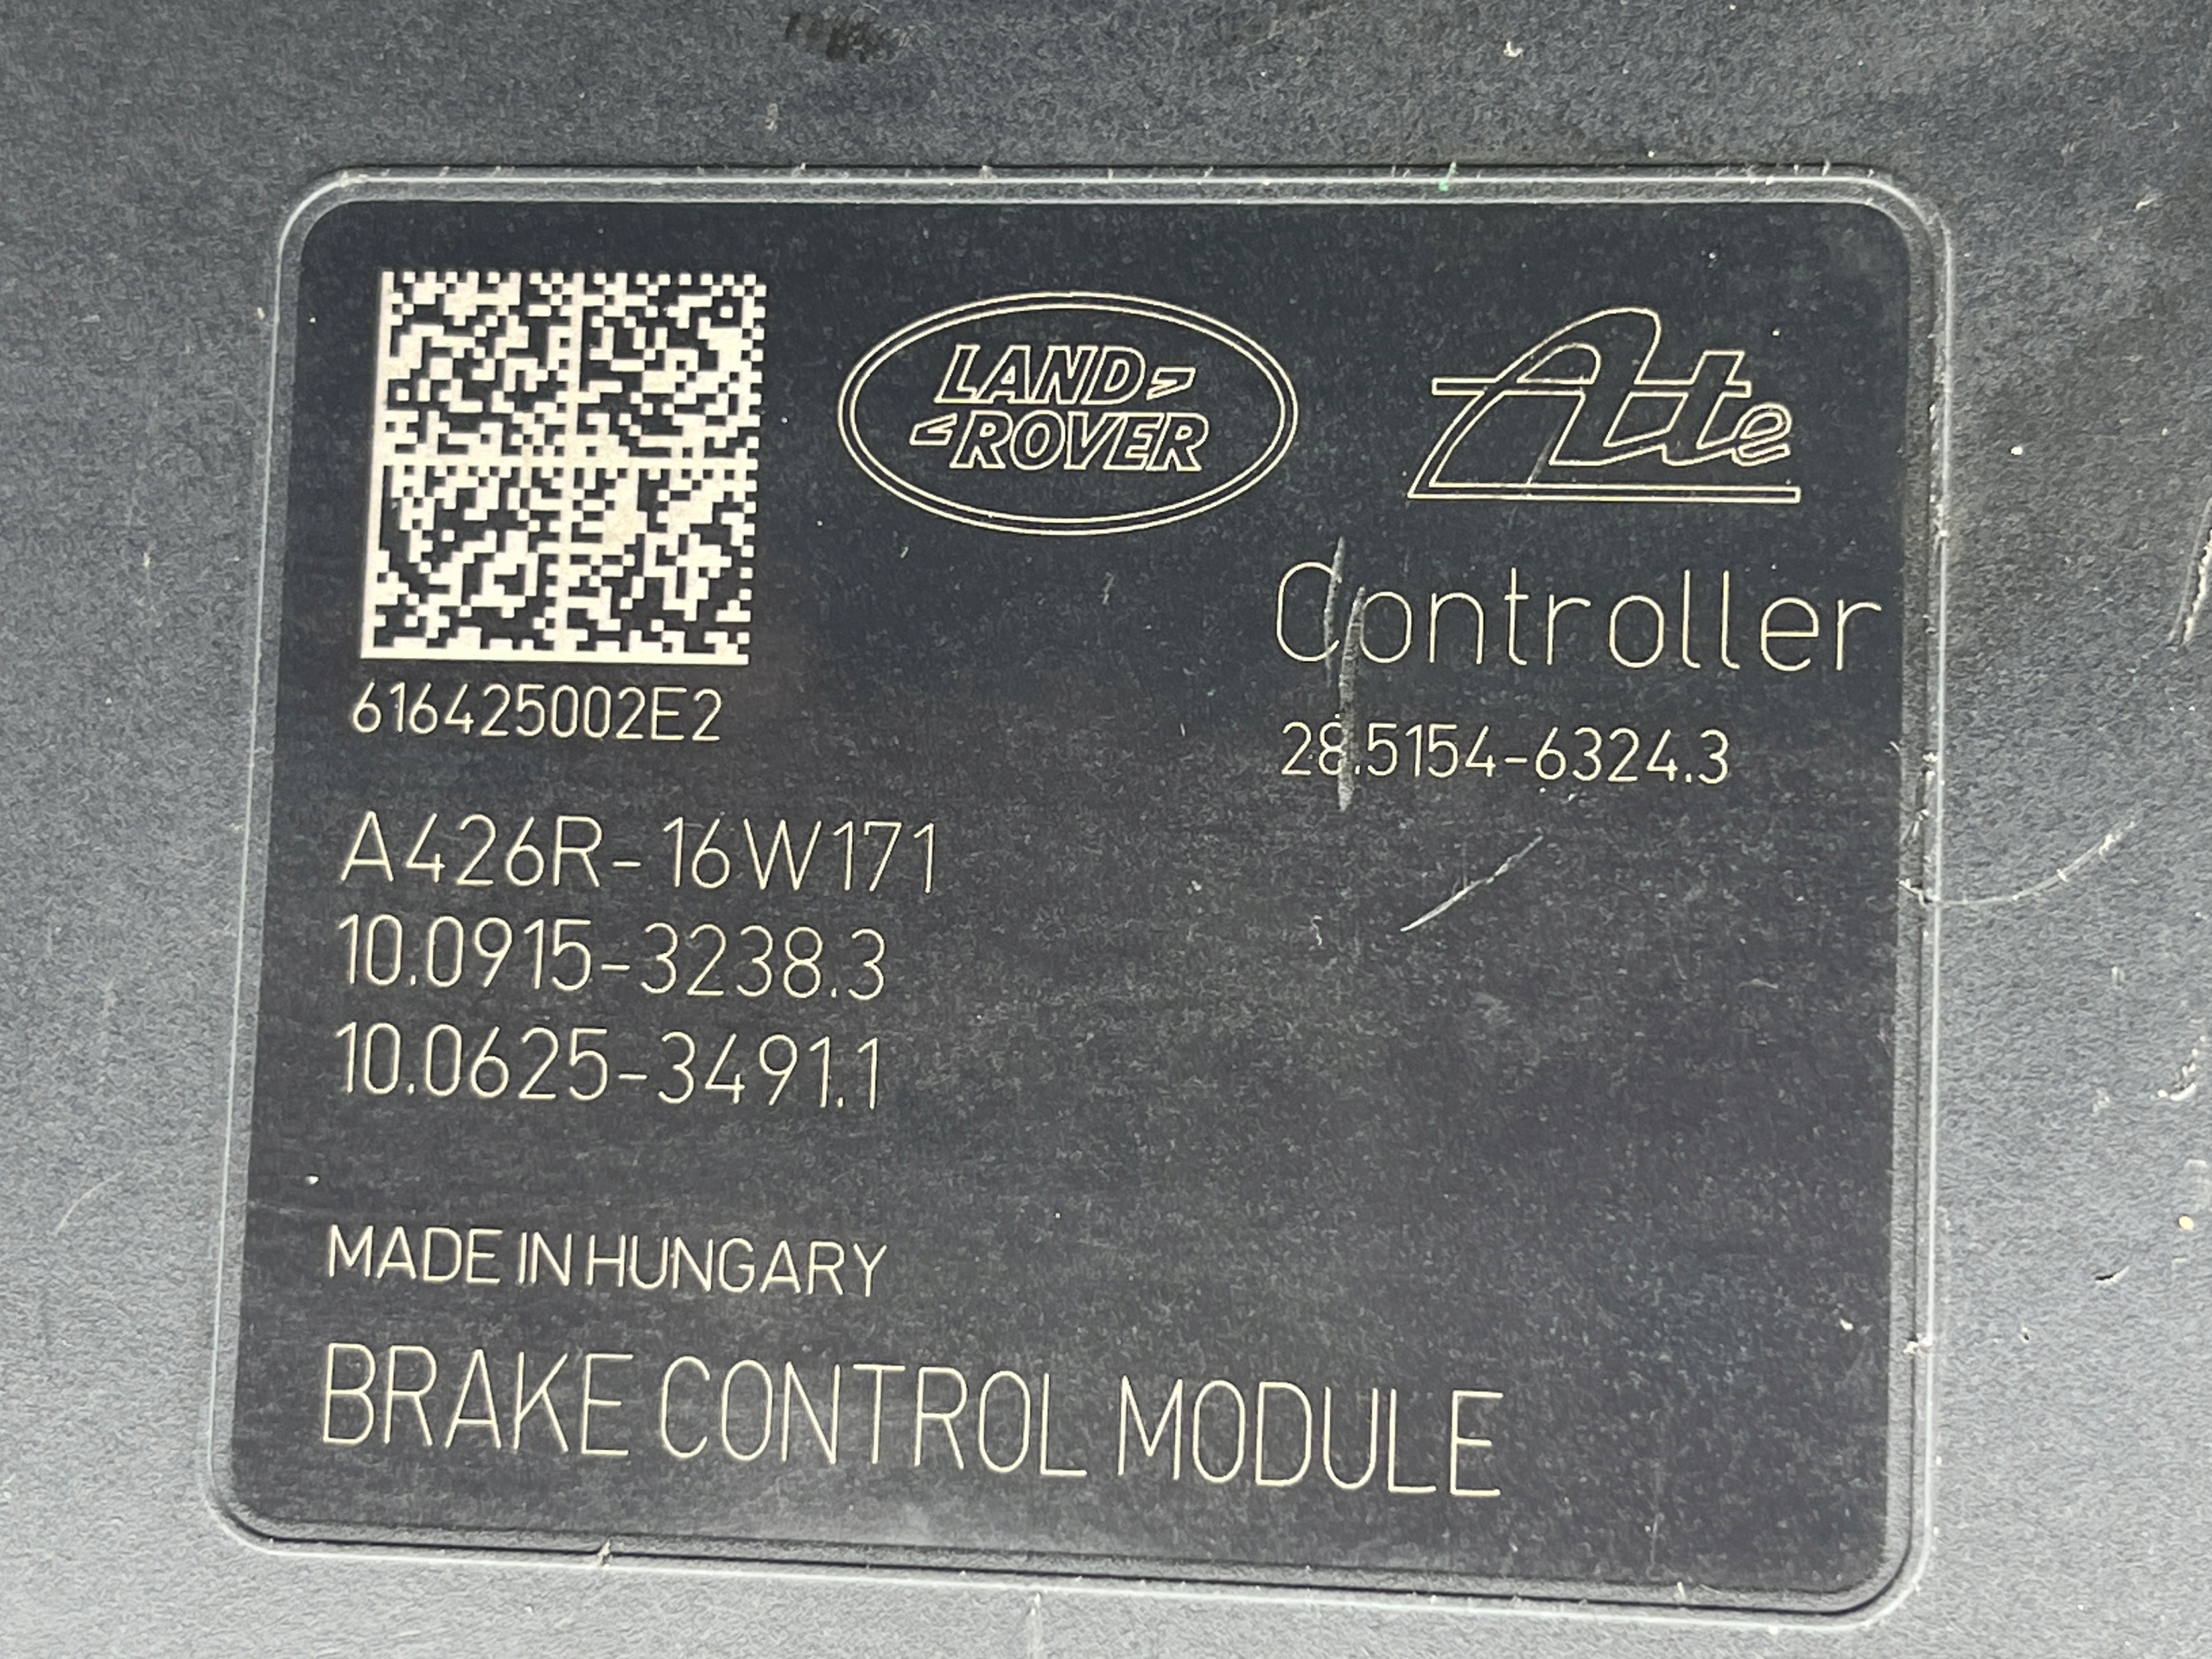 LAND
ROVER
Ate
Controller
28.5154-6324.3
616425002E2
A426R-16W171
10.0915-3238.3
10.0625-3491.1
MADE IN HUNGARY
BRAKE CONTROL MODULE